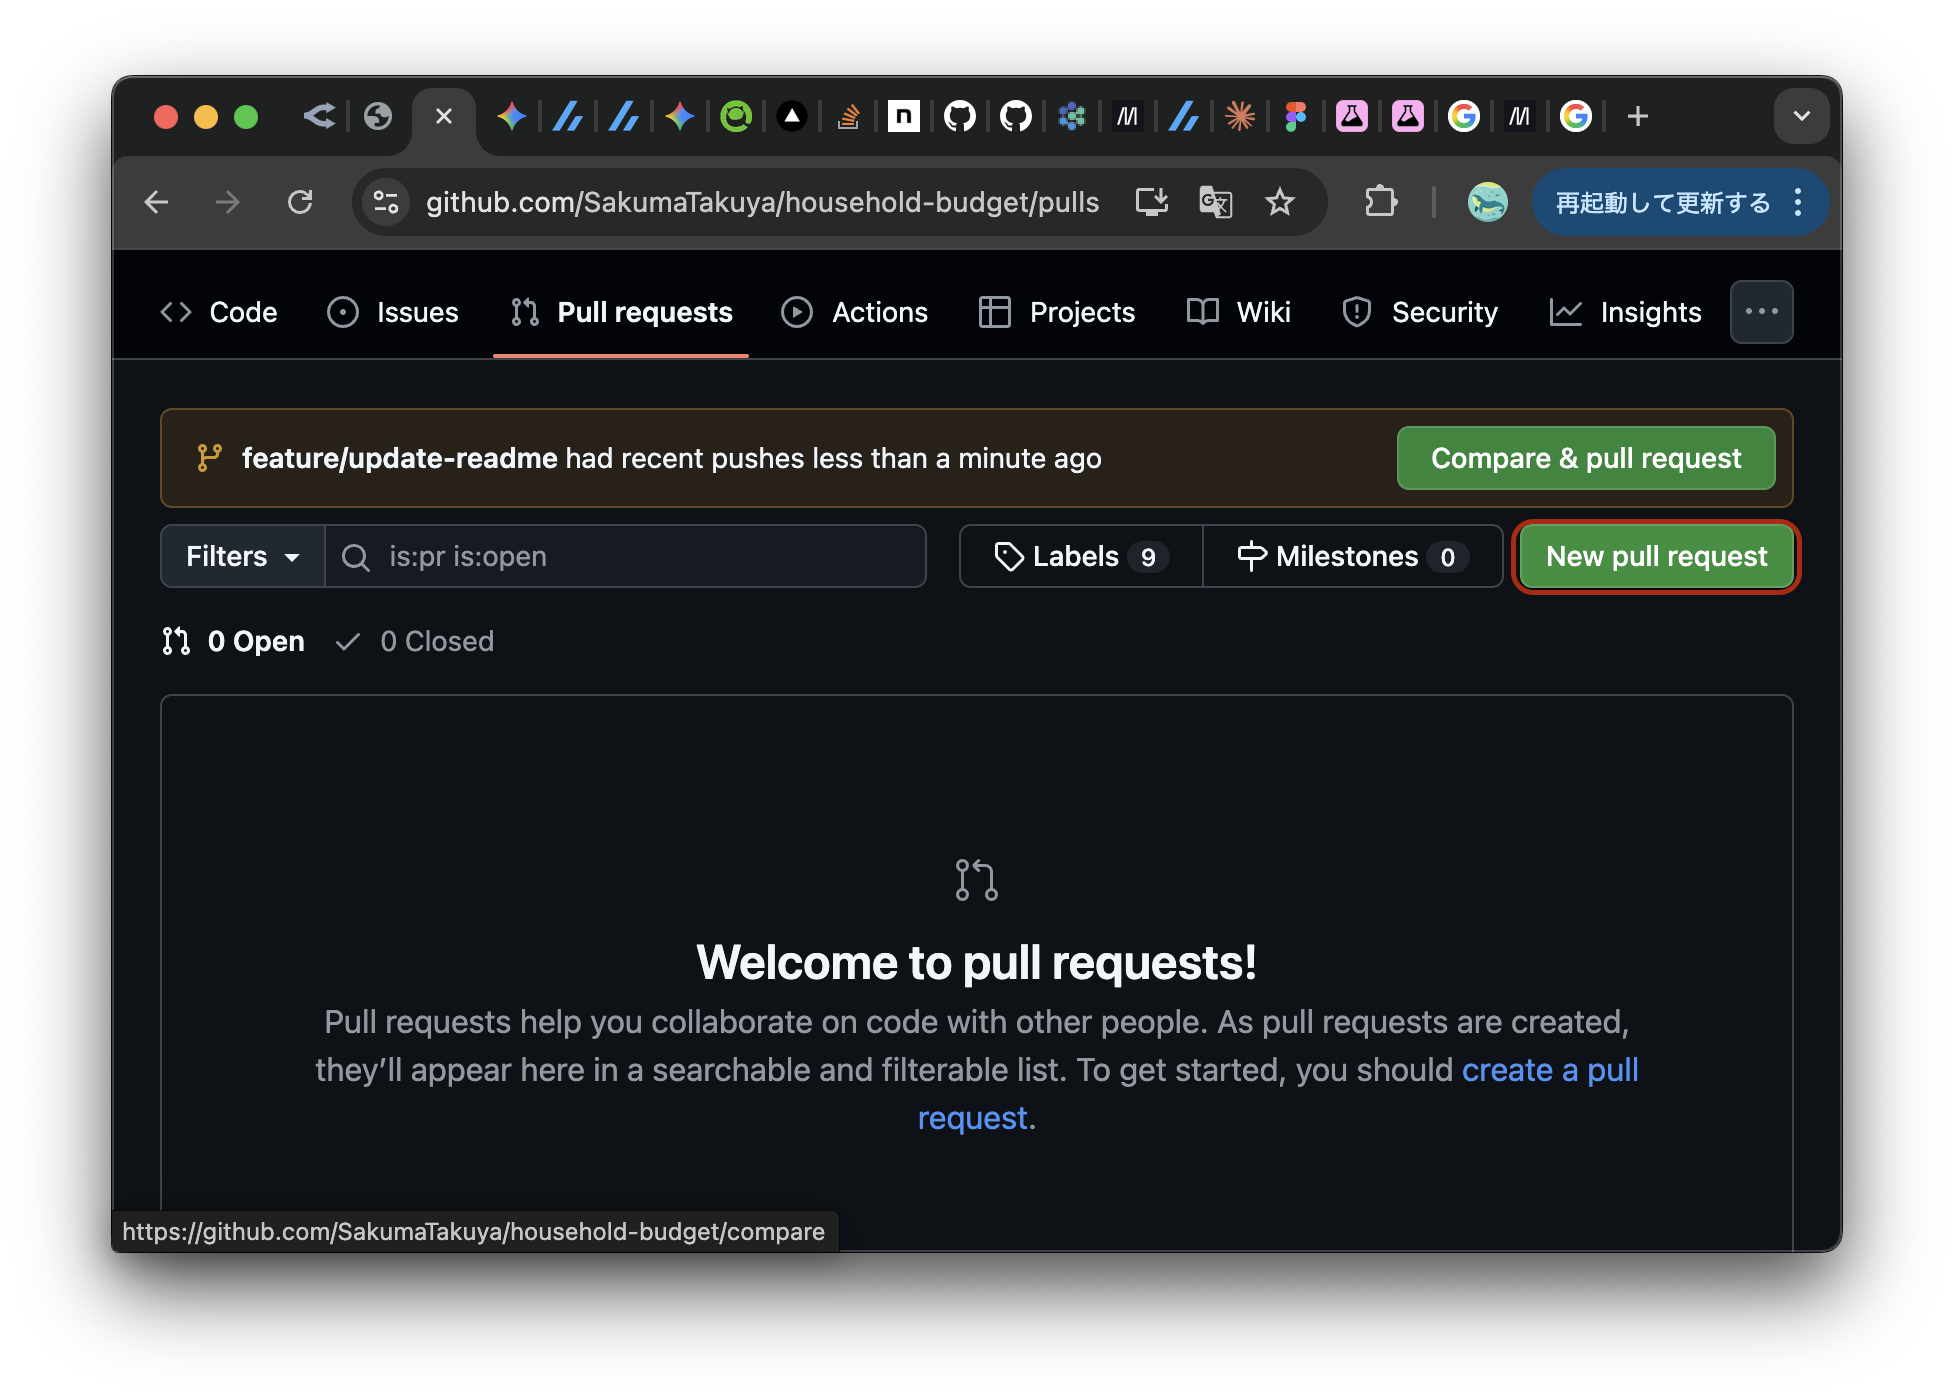 github.com/SakumaTakuya/household-budget/pulls
再起動して更新する
Code
Issues
Pull requests
Actions
Projects
Wiki
Security
Insights
feature/update-readme had recent pushes less than a minute ago
Compare & pull request
Filters
is:pr is:open
Labels 9
Milestones 0
New pull request
0 Open
0 Closed
Welcome to pull requests!
Pull requests help you collaborate on code with other people. As pull requests are created,
they’ll appear here in a searchable and filterable list. To get started, you should create a pull
request.
https://github.com/SakumaTakuya/household-budget/compare